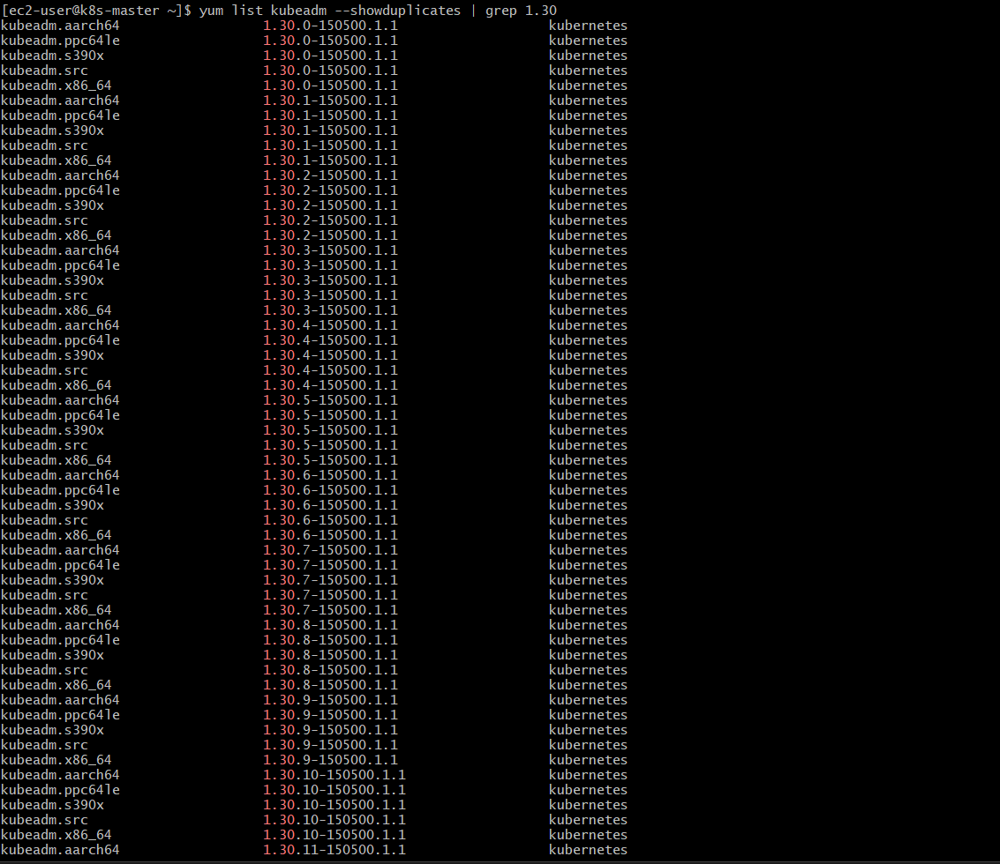 [ec2-user@k8s-master ~]$ yum list kubeadm --showduplicates | grep 1.30
kubeadm.aarch64 1.30.0-150500.1.1 kubernetes
kubeadm.ppc64le 1.30.0-150500.1.1 kubernetes
kubeadm.s390x 1.30.0-150500.1.1 kubernetes
kubeadm.src 1.30.0-150500.1.1 kubernetes
kubeadm.x86_64 1.30.0-150500.1.1 kubernetes
kubeadm.aarch64 1.30.1-150500.1.1 kubernetes
kubeadm.ppc64le 1.30.1-150500.1.1 kubernetes
kubeadm.s390x 1.30.1-150500.1.1 kubernetes
kubeadm.src 1.30.1-150500.1.1 kubernetes
kubeadm.x86_64 1.30.1-150500.1.1 kubernetes
kubeadm.aarch64 1.30.2-150500.1.1 kubernetes
kubeadm.ppc64le 1.30.2-150500.1.1 kubernetes
kubeadm.s390x 1.30.2-150500.1.1 kubernetes
kubeadm.src 1.30.2-150500.1.1 kubernetes
kubeadm.x86_64 1.30.2-150500.1.1 kubernetes
kubeadm.aarch64 1.30.3-150500.1.1 kubernetes
kubeadm.ppc64le 1.30.3-150500.1.1 kubernetes
kubeadm.s390x 1.30.3-150500.1.1 kubernetes
kubeadm.src 1.30.3-150500.1.1 kubernetes
kubeadm.x86_64 1.30.3-150500.1.1 kubernetes
kubeadm.aarch64 1.30.4-150500.1.1 kubernetes
kubeadm.ppc64le 1.30.4-150500.1.1 kubernetes
kubeadm.s390x 1.30.4-150500.1.1 kubernetes
kubeadm.src 1.30.4-150500.1.1 kubernetes
kubeadm.x86_64 1.30.4-150500.1.1 kubernetes
kubeadm.aarch64 1.30.5-150500.1.1 kubernetes
kubeadm.ppc64le 1.30.5-150500.1.1 kubernetes
kubeadm.s390x 1.30.5-150500.1.1 kubernetes
kubeadm.src 1.30.5-150500.1.1 kubernetes
kubeadm.x86_64 1.30.5-150500.1.1 kubernetes
kubeadm.aarch64 1.30.6-150500.1.1 kubernetes
kubeadm.ppc64le 1.30.6-150500.1.1 kubernetes
kubeadm.s390x 1.30.6-150500.1.1 kubernetes
kubeadm.src 1.30.6-150500.1.1 kubernetes
kubeadm.x86_64 1.30.6-150500.1.1 kubernetes
kubeadm.aarch64 1.30.7-150500.1.1 kubernetes
kubeadm.ppc64le 1.30.7-150500.1.1 kubernetes
kubeadm.s390x 1.30.7-150500.1.1 kubernetes
kubeadm.src 1.30.7-150500.1.1 kubernetes
kubeadm.x86_64 1.30.7-150500.1.1 kubernetes
kubeadm.aarch64 1.30.8-150500.1.1 kubernetes
kubeadm.ppc64le 1.30.8-150500.1.1 kubernetes
kubeadm.s390x 1.30.8-150500.1.1 kubernetes
kubeadm.src 1.30.8-150500.1.1 kubernetes
kubeadm.x86_64 1.30.8-150500.1.1 kubernetes
kubeadm.aarch64 1.30.9-150500.1.1 kubernetes
kubeadm.ppc64le 1.30.9-150500.1.1 kubernetes
kubeadm.s390x 1.30.9-150500.1.1 kubernetes
kubeadm.src 1.30.9-150500.1.1 kubernetes
kubeadm.x86_64 1.30.9-150500.1.1 kubernetes
kubeadm.aarch64 1.30.10-150500.1.1 kubernetes
kubeadm.ppc64le 1.30.10-150500.1.1 kubernetes
kubeadm.s390x 1.30.10-150500.1.1 kubernetes
kubeadm.src 1.30.10-150500.1.1 kubernetes
kubeadm.x86_64 1.30.10-150500.1.1 kubernetes
kubeadm.aarch64 1.30.11-150500.1.1 kubernetes